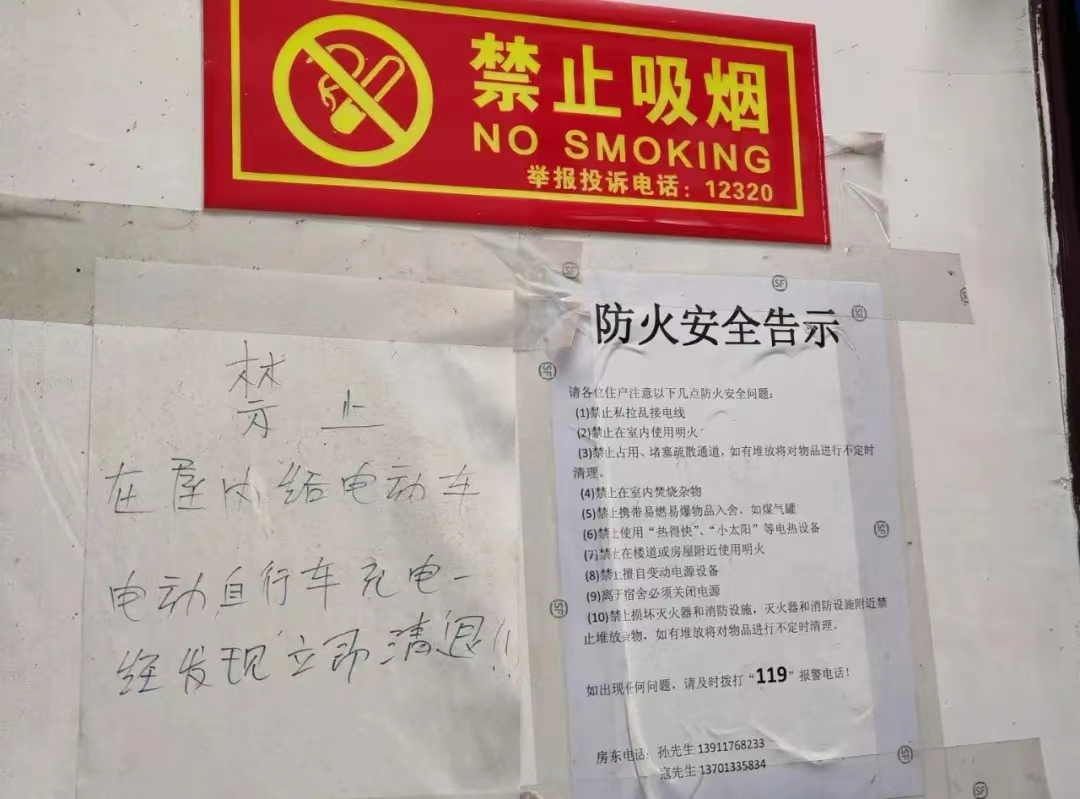 禁止吸烟
NO SMOKING
举报投诉电话：12320
禁止
在屋内给电动车
电动自行车充电一
经发现立即清退!!
防火安全告示
请各位住户注意以下几点防火安全问题：
(1)禁止私拉乱接电线
(2)禁止在室内使用明火
(3)禁止占用、堵塞疏散通道，如有堆放将对物品进行不定时
清理。
(4)禁止在室内焚烧杂物
(5)禁止携带易燃易爆物品入舍，如煤气罐
(6)禁止使用“热得快”、“小太阳”等电热设备
(7)禁止在楼道或房屋附近使用明火
(8)禁止擅自变动电源设备
(9)离于宿舍必须关闭电源
(10)禁止损坏灭火器和消防设施，灭火器和消防设施附近禁
止堆放杂物，如有堆放将对物品进行不定时清理。
如出现任何问题，请及时拨打“119”报警电话！
房东电话：孙先生 13911768233
寇先生 13701335834
SF
SF
SF
SF
SF
SF
SF
SF
SF